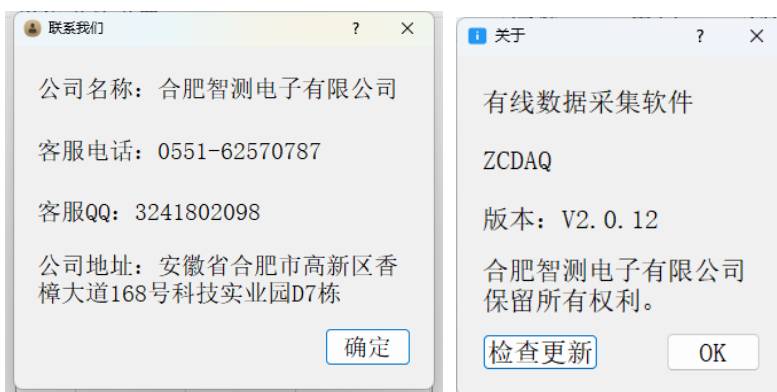 联系我们
公司名称：合肥智测电子有限公司
客服电话：0551-62570787
客服QQ：3241802098
公司地址：安徽省合肥市高新区香
樟大道168号科技实业园D7栋
确定
关于
有线数据采集软件
ZCDAQ
版本：V2.0.12
合肥智测电子有限公司
保留所有权利。
检查更新
OK